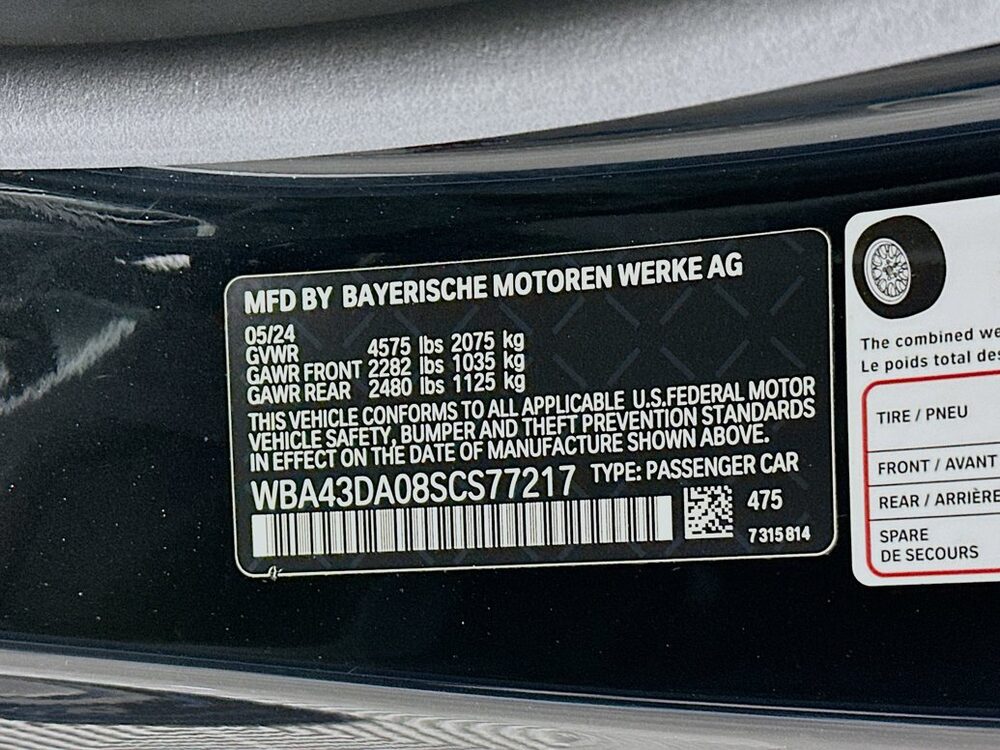 MFD BY BAYERISCHE MOTOREN WERKE AG
05/24
GVWR 4575 lbs 2075 kg
GAWR FRONT 2282 lbs 1035 kg
GAWR REAR 2480 lbs 1125 kg
THIS VEHICLE CONFORMS TO ALL APPLICABLE U.S.FEDERAL MOTOR
VEHICLE SAFETY, BUMPER AND THEFT PREVENTION STANDARDS
IN EFFECT ON THE DATE OF MANUFACTURE SHOWN ABOVE.
WBA43DA08SCS77217 TYPE: PASSENGER CAR
475
7315814
The combined
Le poids total
TIRE / PNEU
FRONT / AVANT
REAR / ARRIÈRE
SPARE
DE SECOURS